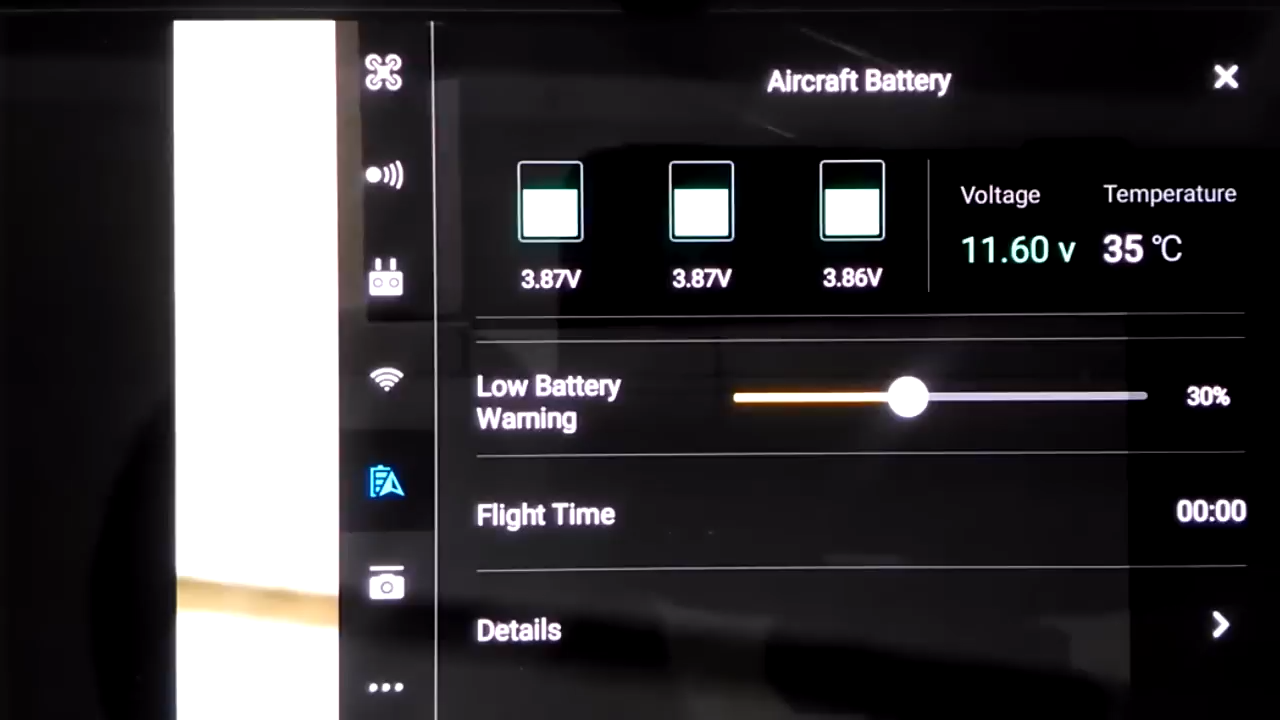 Aircraft Battery
Voltage
Temperature
11.60 v
35 °C
3.87V
3.87V
3.86V
Low Battery
Warning
30%
Flight Time
00:00
Details